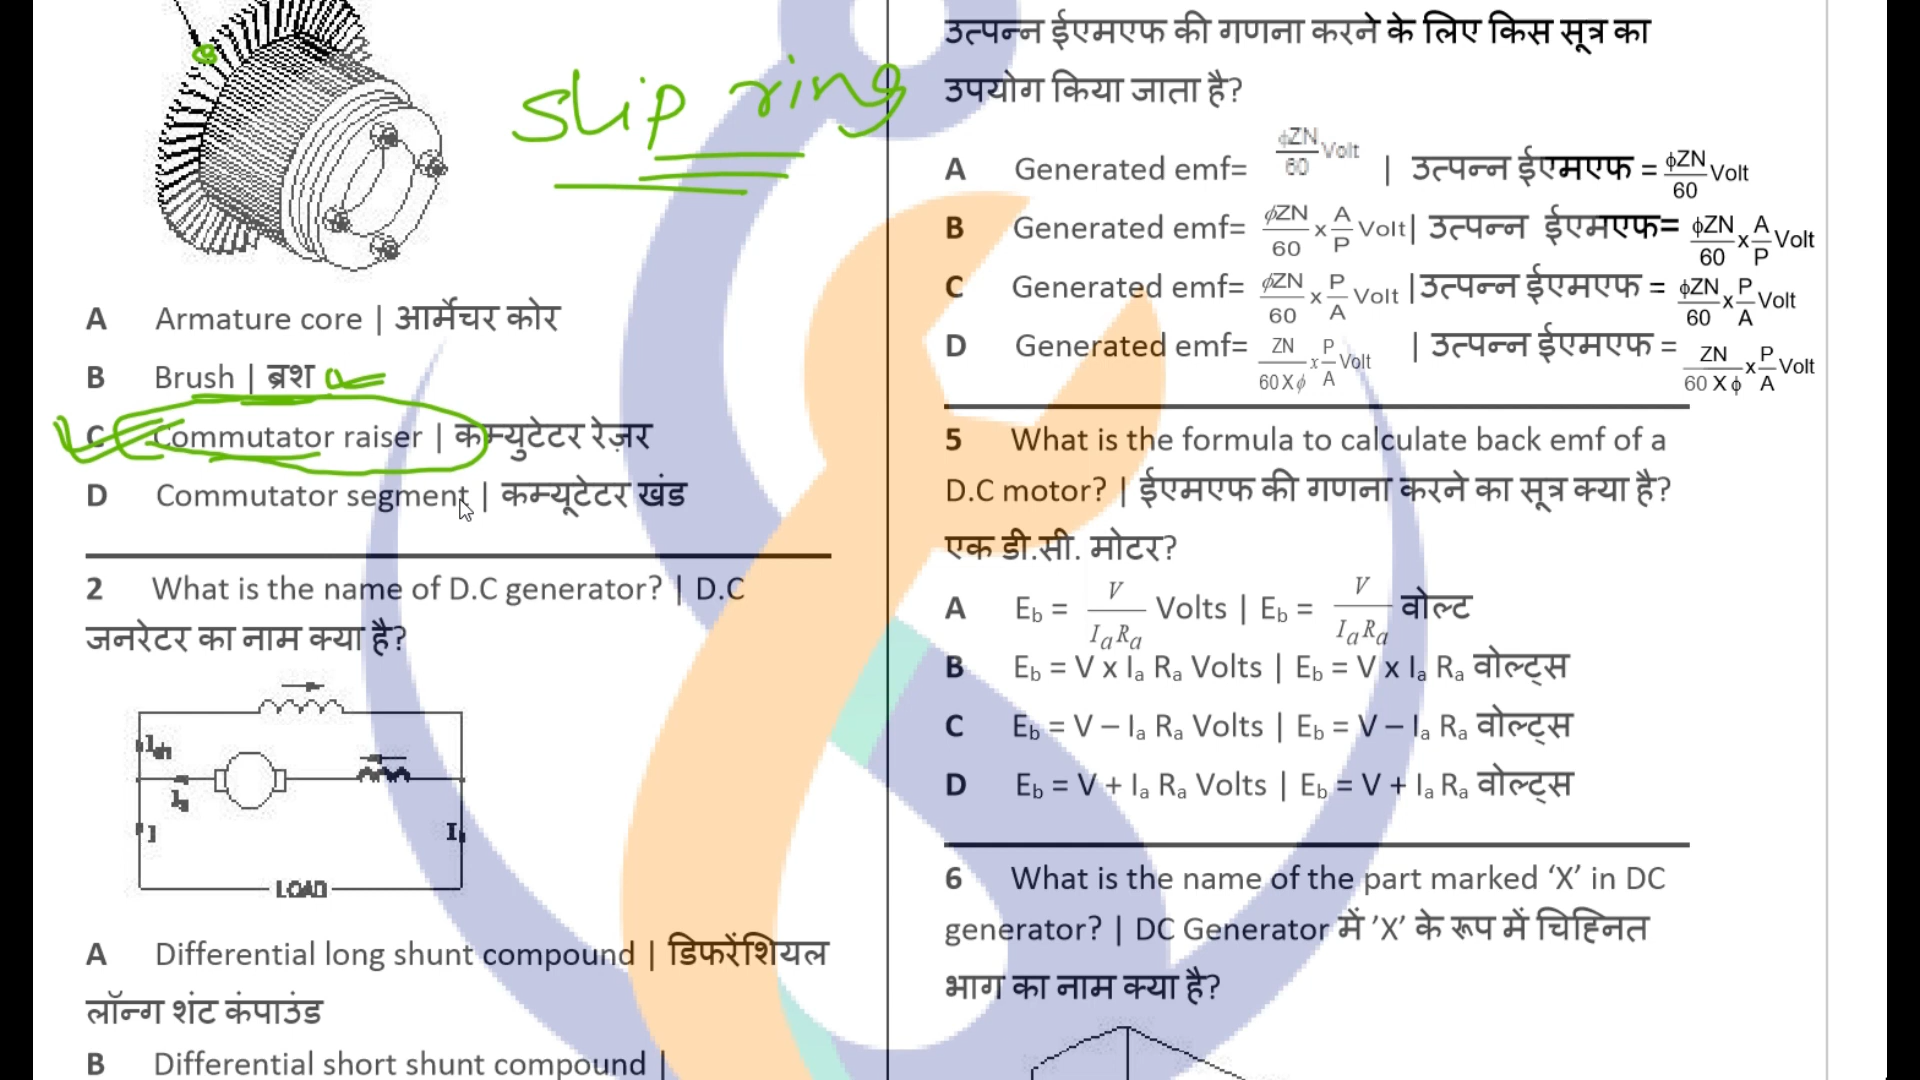 slip ring
A Armature core | आर्मेचर कोर
B Brush | ब्रश
C Commutator raiser | कम्युटेटर रेज़र
D Commutator segment | कम्यूटेटर खंड
2 What is the name of D.C generator? | D.C
जनरेटर का नाम क्या है?
Ish
Ia
I
IL
LOAD
A Differential long shunt compound | डिफरेंशियल
लॉन्ग शंट कंपाउंड
B Differential short shunt compound |
उत्पन्न ईएमएफ की गणना करने के लिए किस सूत्र का
उपयोग किया जाता है?
A Generated emf= ϕZN/60 Volt | उत्पन्न ईएमएफ = ϕZN/60 Volt
B Generated emf= ϕZN/60 x A/P Volt | उत्पन्न ईएमएफ= ϕZN/60 x A/P Volt
C Generated emf= ϕZN/60 x P/A Volt | उत्पन्न ईएमएफ = ϕZN/60 x P/A Volt
D Generated emf= ZN/60 X ϕ x P/A Volt | उत्पन्न ईएमएफ = ZN/60 X ϕ x P/A Volt
5 What is the formula to calculate back emf of a
D.C motor? | ईएमएफ की गणना करने का सूत्र क्या है?
एक डी.सी. मोटर?
A Eb = V/IaRa Volts | Eb = V/IaRa वोल्ट
B Eb = V x Ia Ra Volts | Eb = V x Ia Ra वोल्ट्स
C Eb = V – Ia Ra Volts | Eb = V – Ia Ra वोल्ट्स
D Eb = V + Ia Ra Volts | Eb = V + Ia Ra वोल्ट्स
6 What is the name of the part marked ‘X’ in DC
generator? | DC Generator में ’X’ के रूप में चिह्नित
भाग का नाम क्या है?